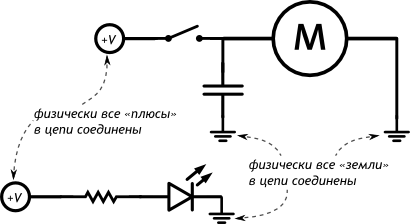 +V
M
физически все «плюсы»
в цепи соединены
физически все «земли»
в цепи соединены
+V